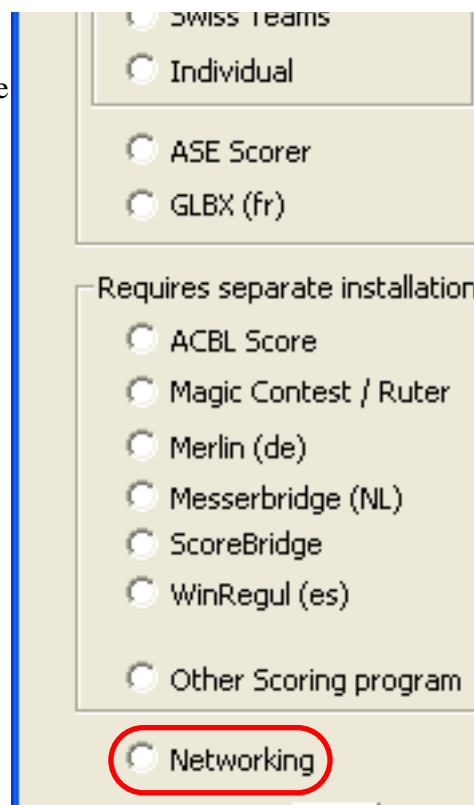 Swiss Teams
Individual
e
ASE Scorer
GLBX (fr)
Requires separate installation
ACBL Score
Magic Contest / Ruter
Merlin (de)
Messerbridge (NL)
ScoreBridge
WinRegul (es)
Other Scoring program
Networking